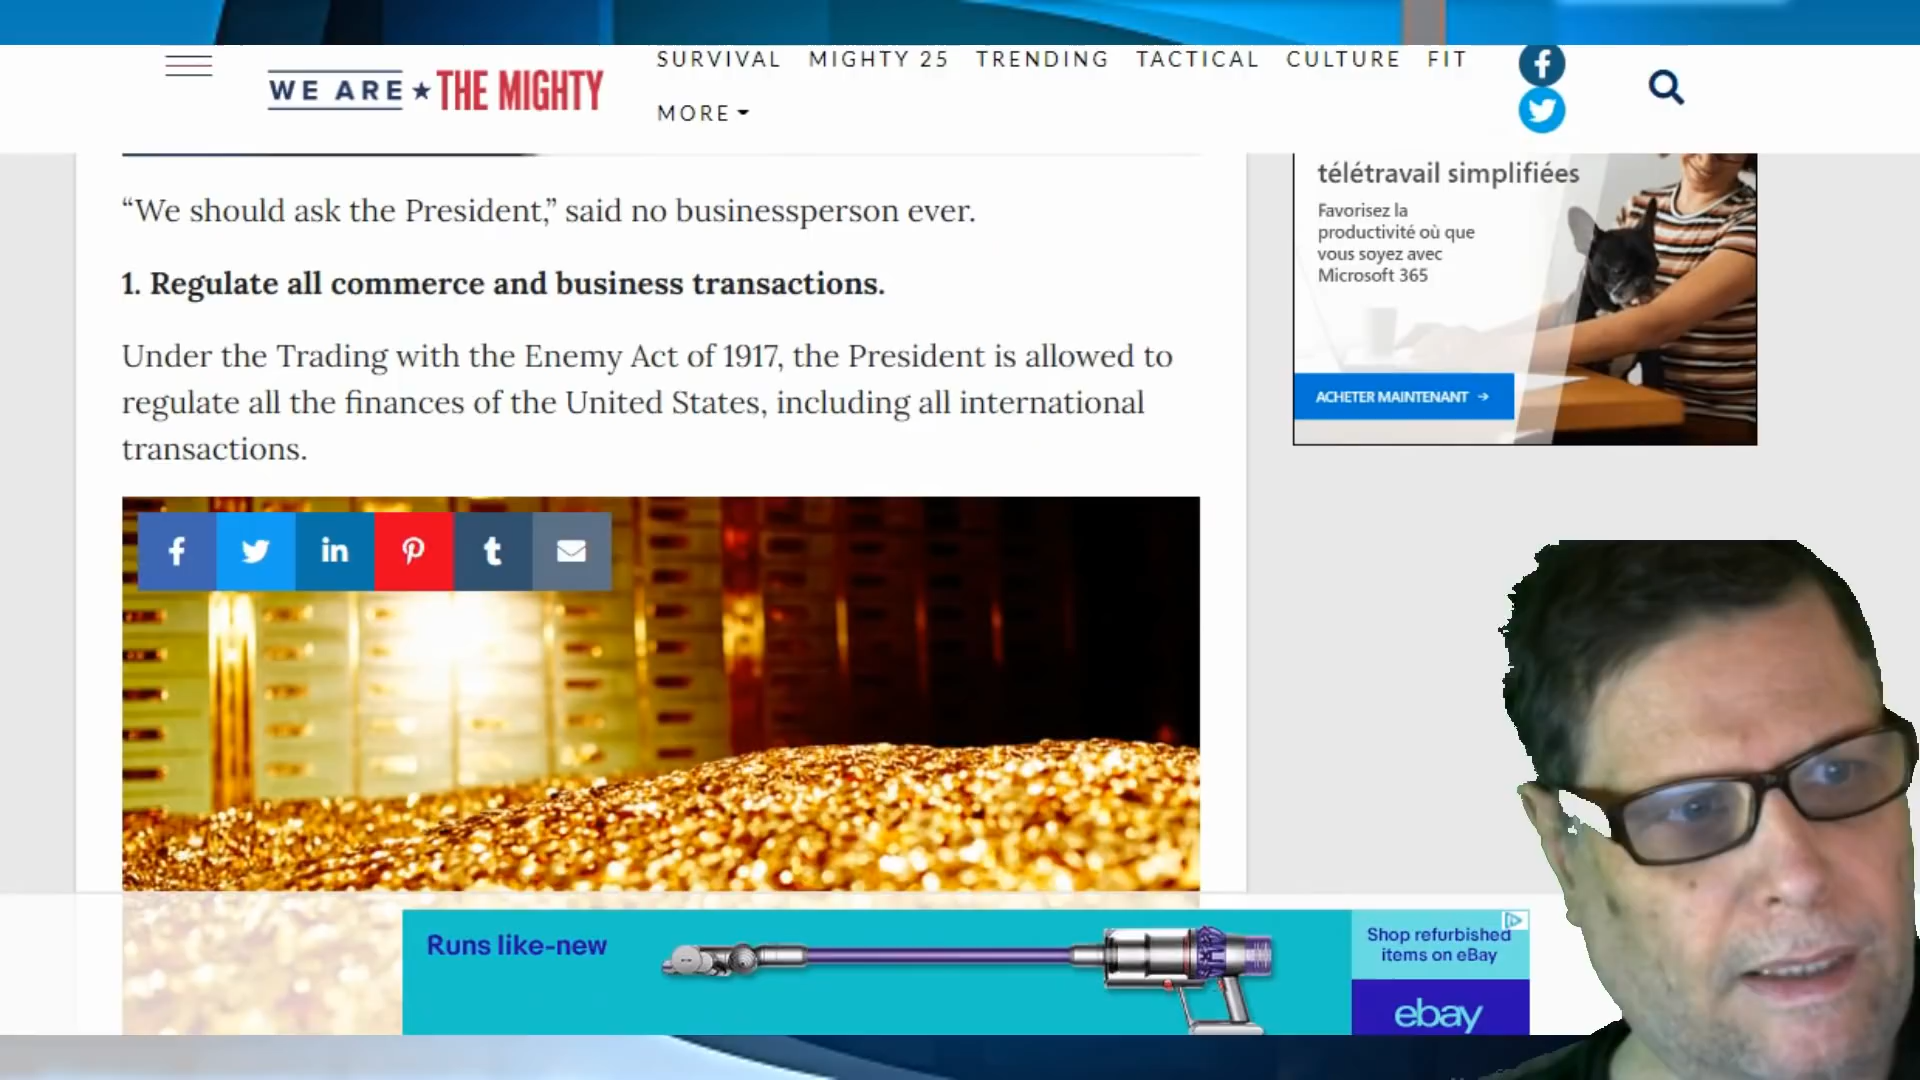 SURVIVAL MIGHTY 25 TRENDING TACTICAL CULTURE FIT
WE ARE THE MIGHTY
MORE
télétravail simplifiées
Favorisez la
productivité où que
vous soyez avec
Microsoft 365
ACHETER MAINTENANT
“We should ask the President,” said no businessperson ever.
1. Regulate all commerce and business transactions.
Under the Trading with the Enemy Act of 1917, the President is allowed to
regulate all the finances of the United States, including all international
transactions.
Runs like-new
Shop refurbished
items on eBay
ebay